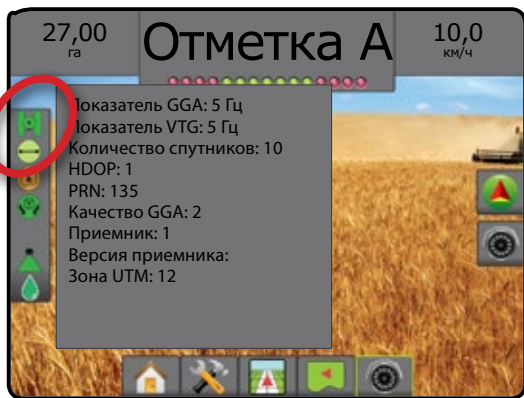 27,00
га
Отметка А
10,0
км/ч
Показатель GGA: 5 Гц
Показатель VTG: 5 Гц
Количество спутников: 10
HDOP: 1
PRN: 135
Качество GGA: 2
Приемник: 1
Версия приемника:
Зона UTM: 12